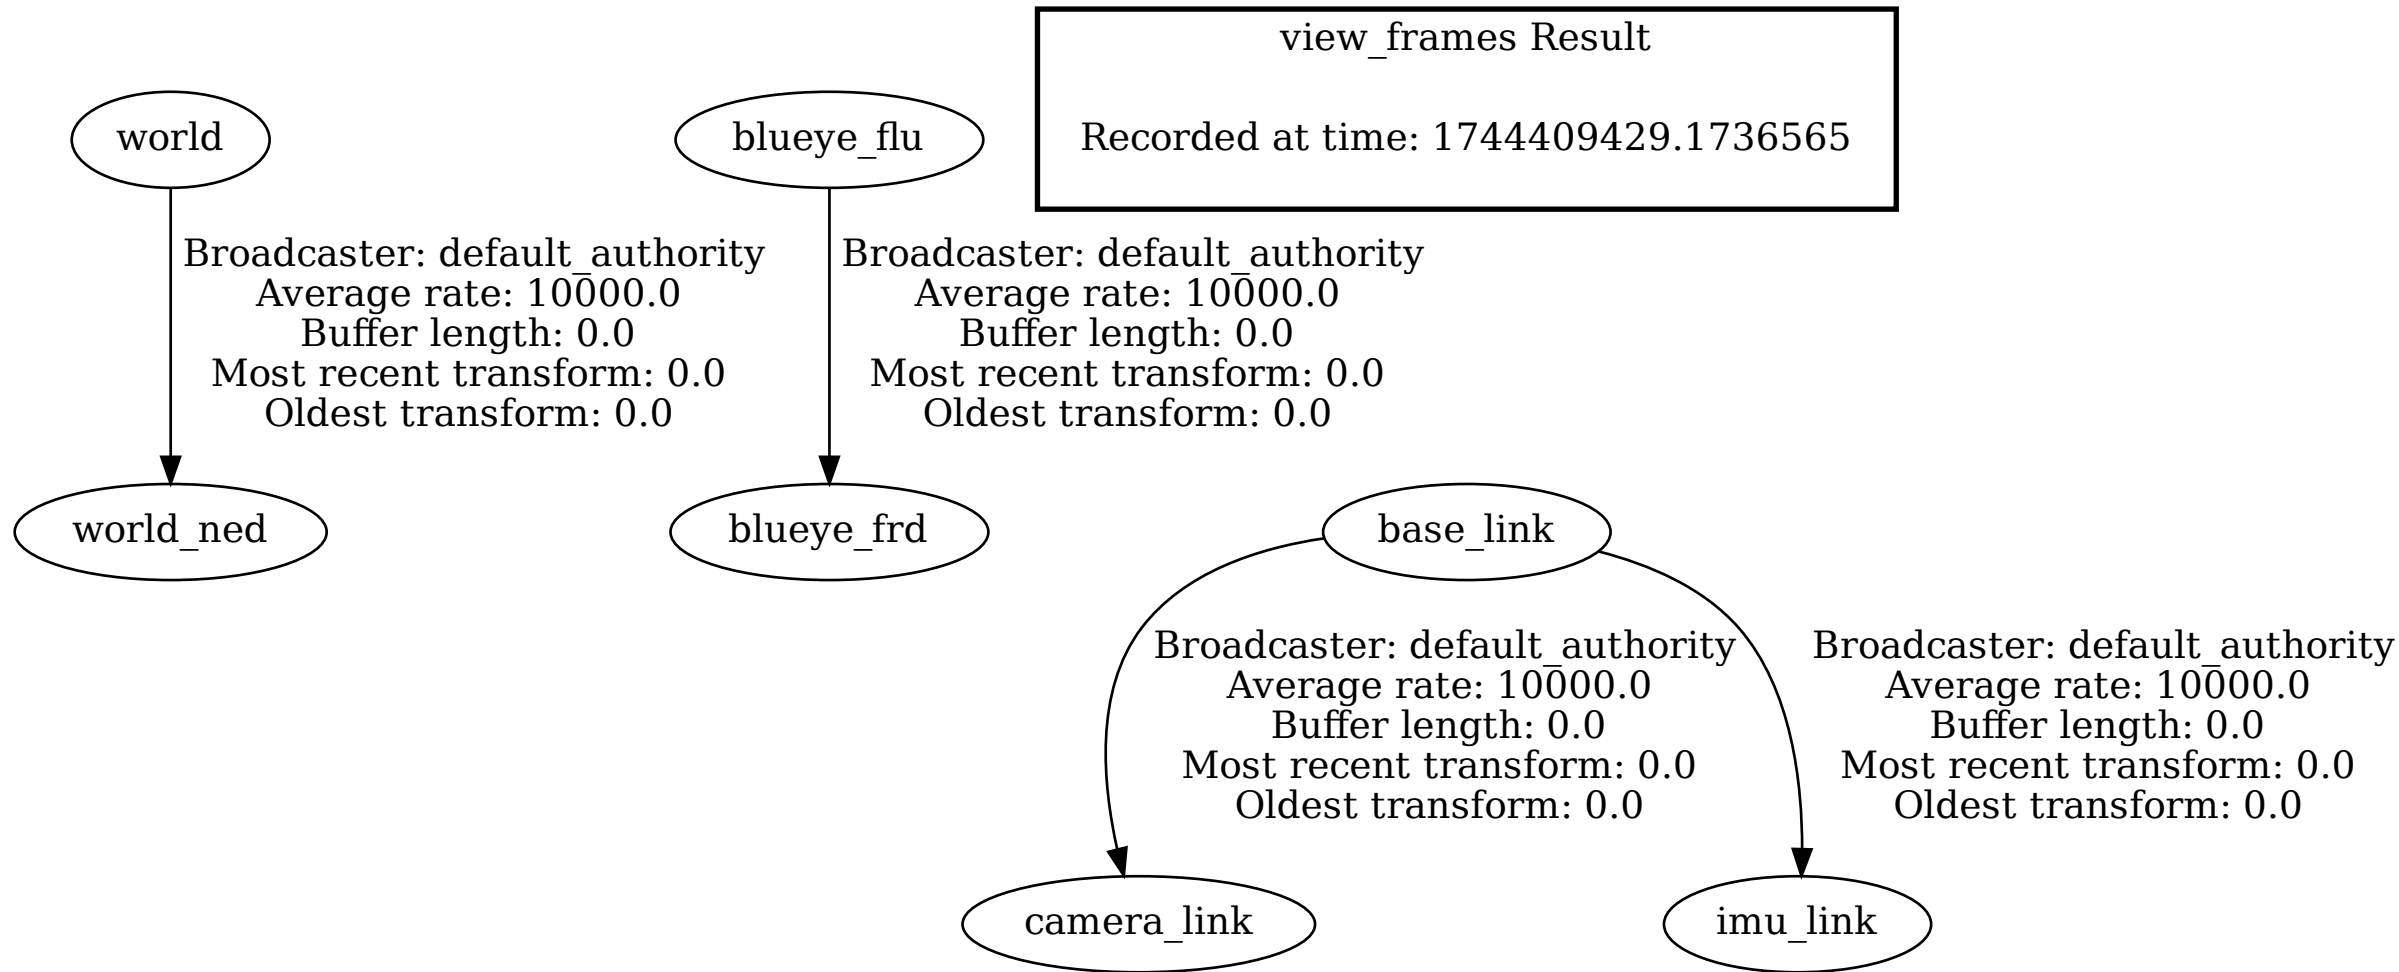 view_frames Result
world
blueye_flu
Recorded at time: 1744409429.1736565
Broadcaster: default_authority
Average rate: 10000.0
Buffer length: 0.0
Most recent transform: 0.0
Oldest transform: 0.0
Broadcaster: default_authority
Average rate: 10000.0
Buffer length: 0.0
Most recent transform: 0.0
Oldest transform: 0.0
world_ned
blueye_frd
base_link
Broadcaster: default_authority
Average rate: 10000.0
Buffer length: 0.0
Most recent transform: 0.0
Oldest transform: 0.0
Broadcaster: default_authority
Average rate: 10000.0
Buffer length: 0.0
Most recent transform: 0.0
Oldest transform: 0.0
camera_link
imu_link